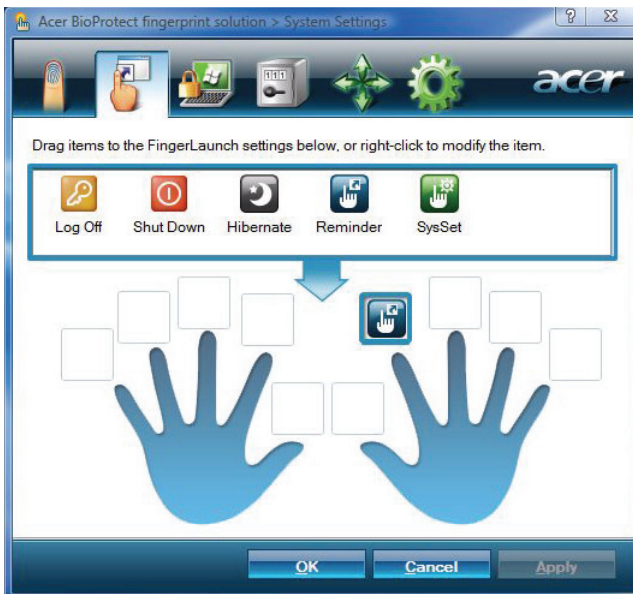 Acer BioProtect fingerprint solution > System Settings
acer
Drag items to the FingerLaunch settings below, or right-click to modify the item.
Log Off Shut Down Hibernate Reminder SysSet
OK Cancel Apply